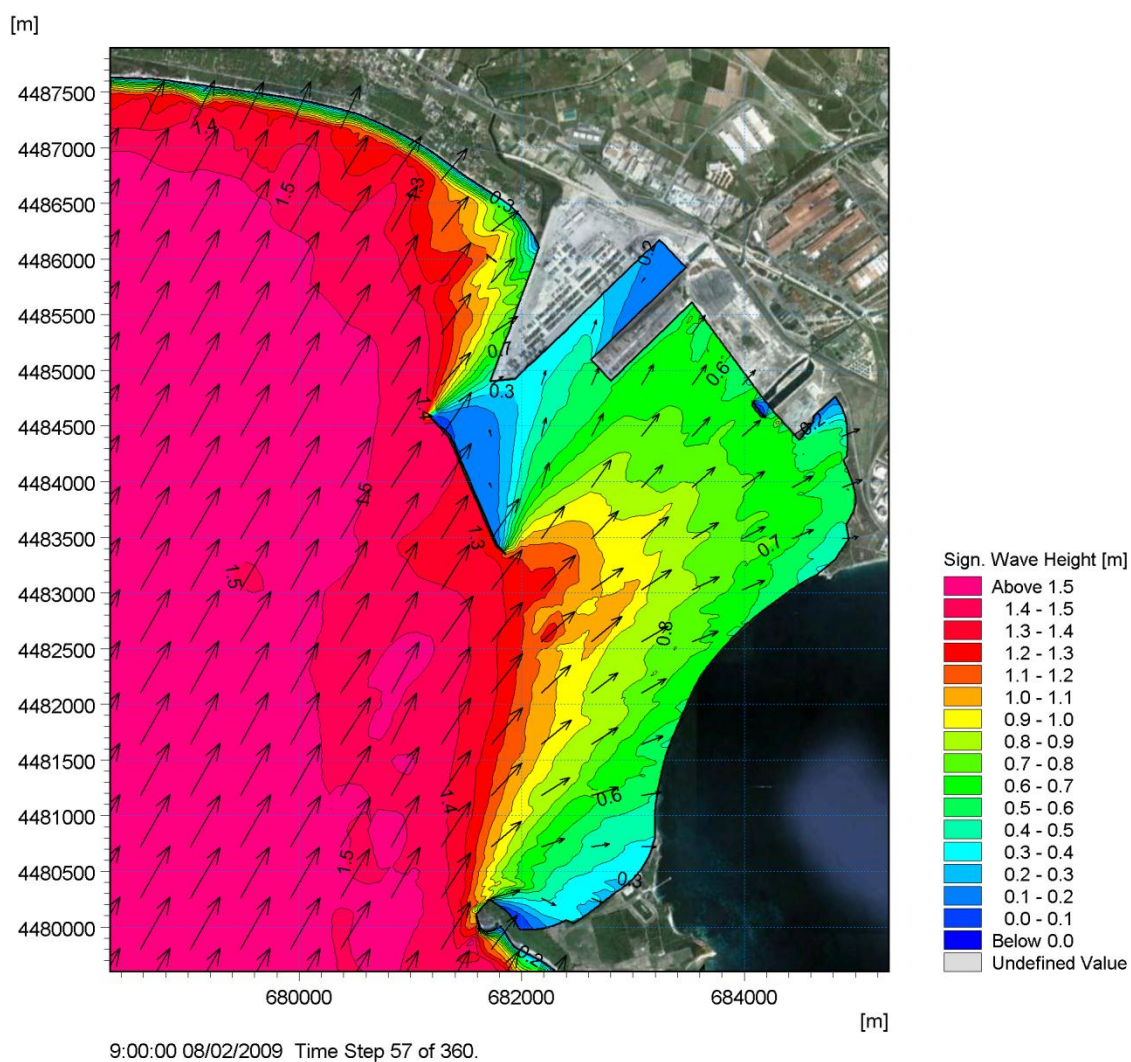 [m]
4487500
4487000
4486500
4486000
4485500
4485000
4484500
4484000
4483500
4483000
4482500
4482000
4481500
4481000
4480500
4480000
1.4
1.5
1.3
0.3
1
0.2
0.7
0.3
0.6
1.4
0.2
1.5
1.3
0.7
1.5
0.8
0.6
1.4
1.5
0.3
0.2
Sign. Wave Height [m]
Above 1.5
1.4 - 1.5
1.3 - 1.4
1.2 - 1.3
1.1 - 1.2
1.0 - 1.1
0.9 - 1.0
0.8 - 0.9
0.7 - 0.8
0.6 - 0.7
0.5 - 0.6
0.4 - 0.5
0.3 - 0.4
0.2 - 0.3
0.1 - 0.2
0.0 - 0.1
Below 0.0
Undefined Value
680000 682000 684000
[m]
9:00:00 08/02/2009 Time Step 57 of 360.